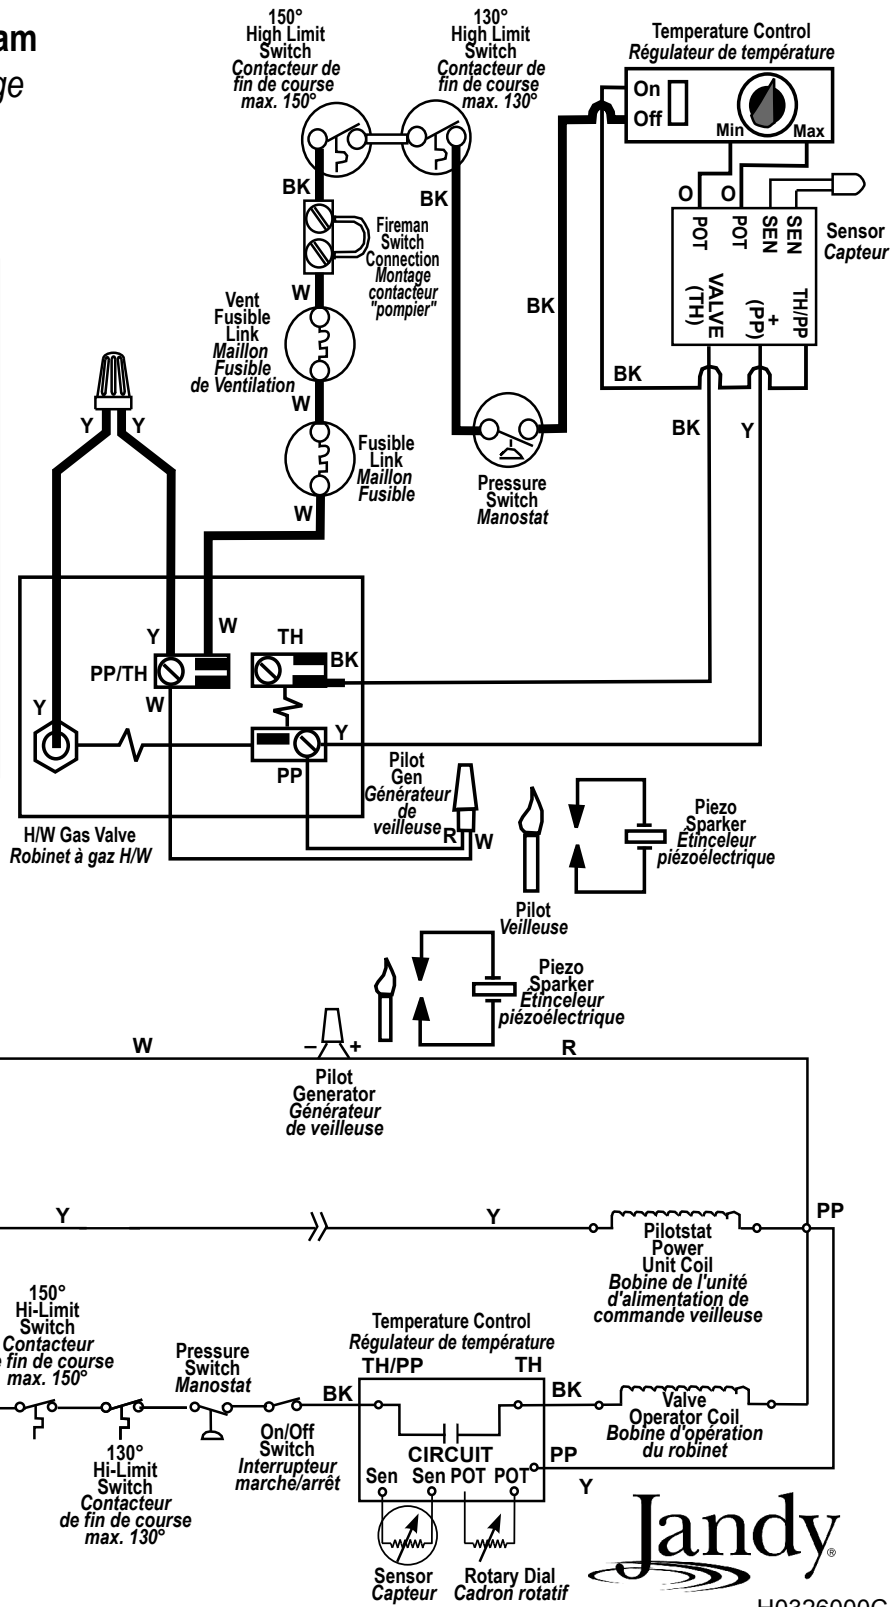 am
ge
150°
High Limit
Switch
Contacteur de
fin de course
max. 150°
130°
High Limit
Switch
Contacteur de
fin de course
max. 130°
Temperature Control
Régulateur de température
On
Off
Min
Max
BK
BK
O
O
POT
POT
SEN
SEN
VALVE
(TH)
+
(PP)
TH/PP
Sensor
Capteur
Fireman
Switch
Connection
Montage
contacteur
"pompier"
W
Vent
Fusible
Link
Maillon
Fusible
de Ventilation
BK
BK
W
Y
Y
BK
Y
Fusible
Link
Maillon
Fusible
Pressure
Switch
Manostat
W
W
Y
TH
PP/TH
BK
W
Y
Y
PP
Pilot
Gen
Générateur
de
veilleuse
R
W
H/W Gas Valve
Robinet à gaz H/W
Piezo
Sparker
Étinceleur
piézoélectrique
Pilot
Veilleuse
Piezo
Sparker
Étinceleur
piézoélectrique
W
–
+
R
Pilot
Generator
Générateur
de veilleuse
Y
Y
PP
Pilotstat
Power
Unit Coil
Bobine de l'unité
d'alimentation de
commande veilleuse
150°
Hi-Limit
Switch
Contacteur
e fin de course
max. 150°
Pressure
Switch
Manostat
Temperature Control
Régulateur de température
TH/PP
TH
BK
BK
Valve
Operator Coil
Bobine d'opération
du robinet
On/Off
Switch
Interrupteur
marche/arrêt
130°
Hi-Limit
Switch
Contacteur
de fin de course
max. 130°
CIRCUIT
PP
Sen
Sen
POT
POT
Y
Sensor
Capteur
Rotary Dial
Cadron rotatif
Jandy®
H0326000C